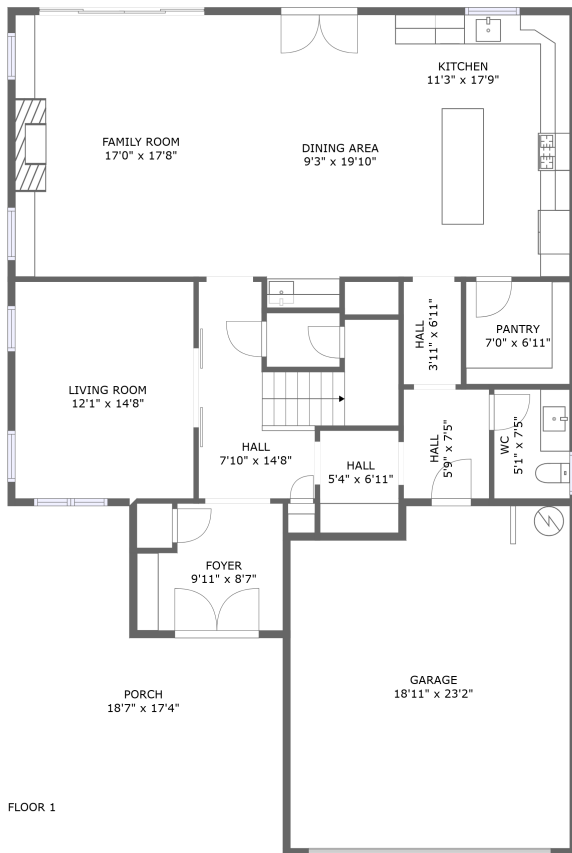 KITCHEN
11'3" x 17'9"
FAMILY ROOM
17'0" x 17'8"
DINING AREA
9'3" x 19'10"
HALL
3'11" x 6'11"
PANTRY
7'0" x 6'11"
LIVING ROOM
12'1" x 14'8"
HALL
7'10" x 14'8"
HALL
5'4" x 6'11"
HALL
5'9" x 7'5"
WC
5'1" x 7'5"
FOYER
9'11" x 8'7"
GARAGE
18'11" x 23'2"
PORCH
18'7" x 17'4"
FLOOR 1